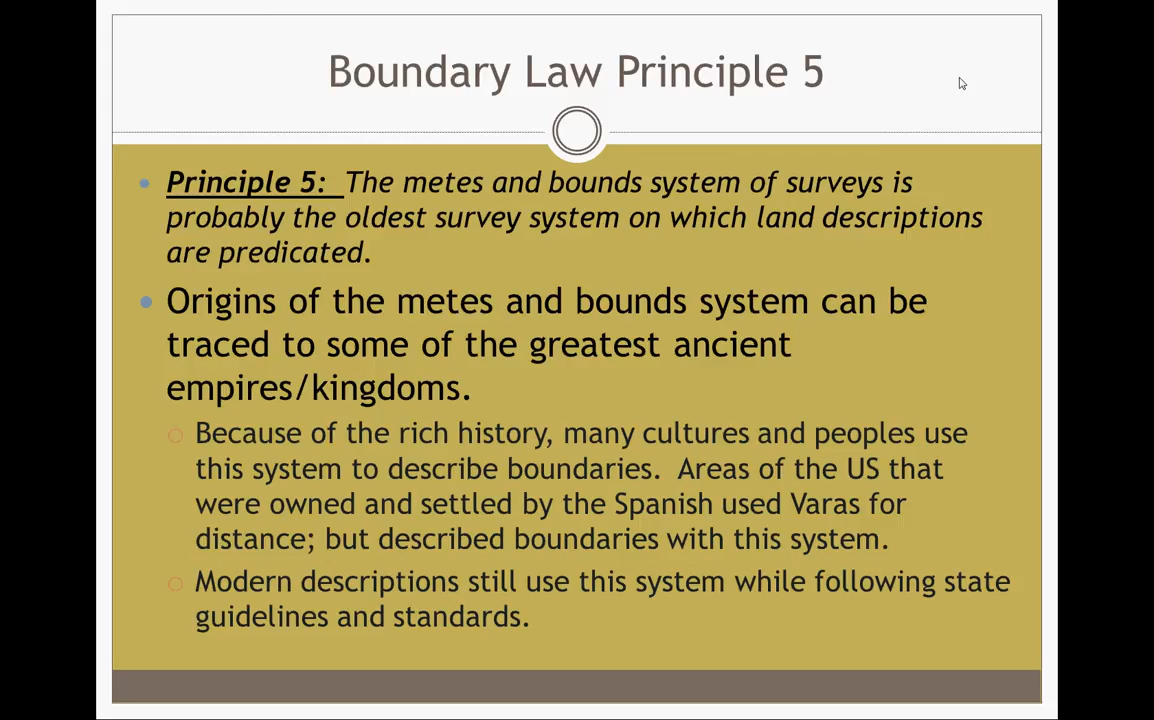 Boundary Law Principle 5
Principle 5: The metes and bounds system of surveys is
probably the oldest survey system on which land descriptions
are predicated.
Origins of the metes and bounds system can be
traced to some of the greatest ancient
empires/kingdoms.
Because of the rich history, many cultures and peoples use
this system to describe boundaries. Areas of the US that
were owned and settled by the Spanish used Varas for
distance; but described boundaries with this system.
Modern descriptions still use this system while following state
guidelines and standards.